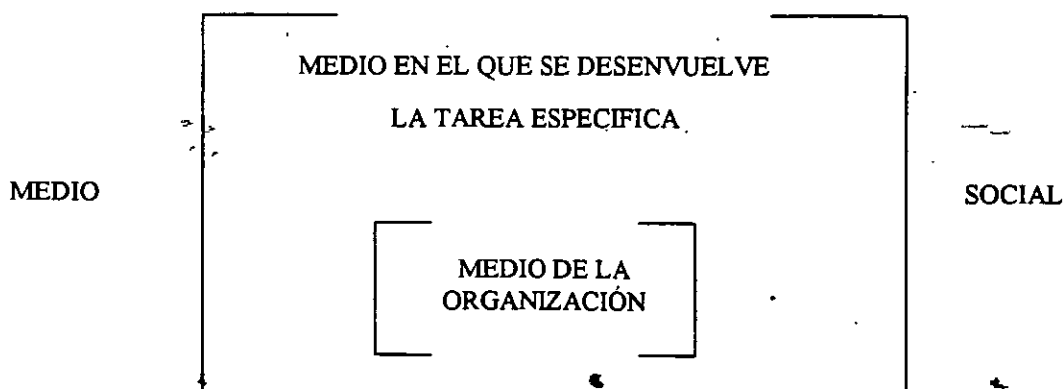 MEDIO EN EL QUE SE DESENVUELVE
LA TAREA ESPECIFICA
MEDIO
SOCIAL
MEDIO DE LA
ORGANIZACIÓN